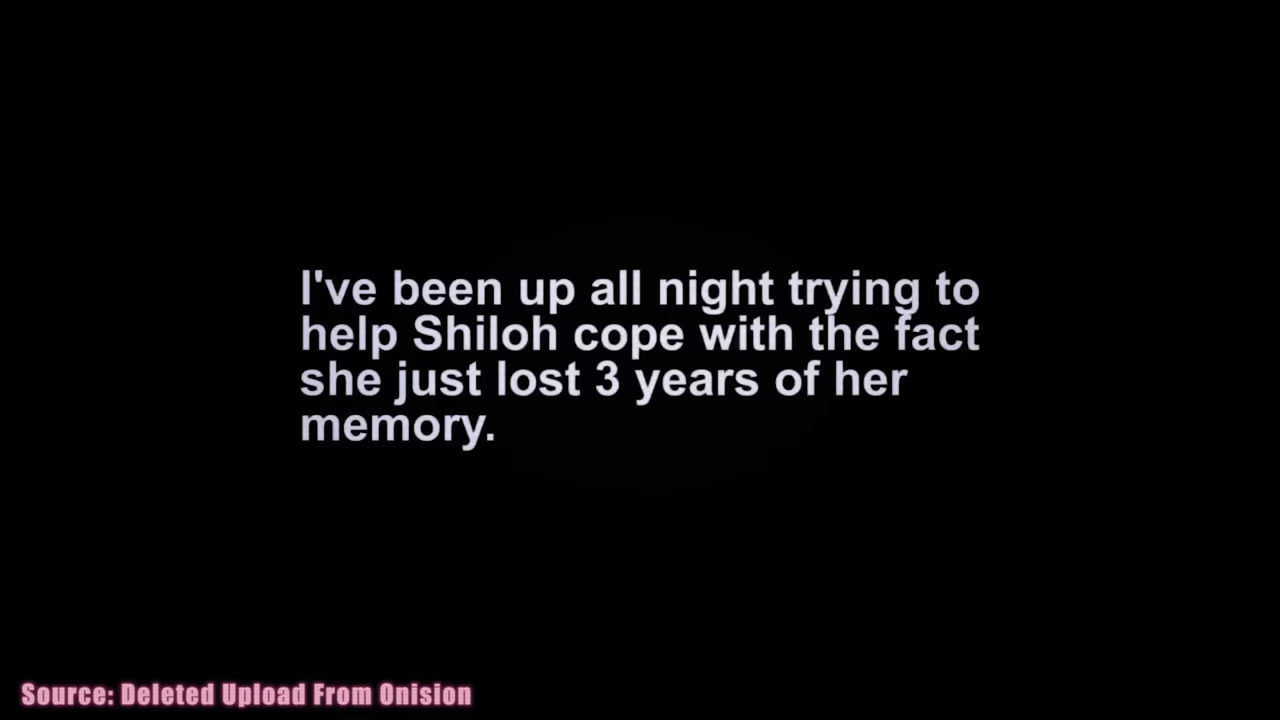 I've been up all night trying to
help Shiloh cope with the fact
she just lost 3 years of her
memory.
Source: Deleted Upload From Onision